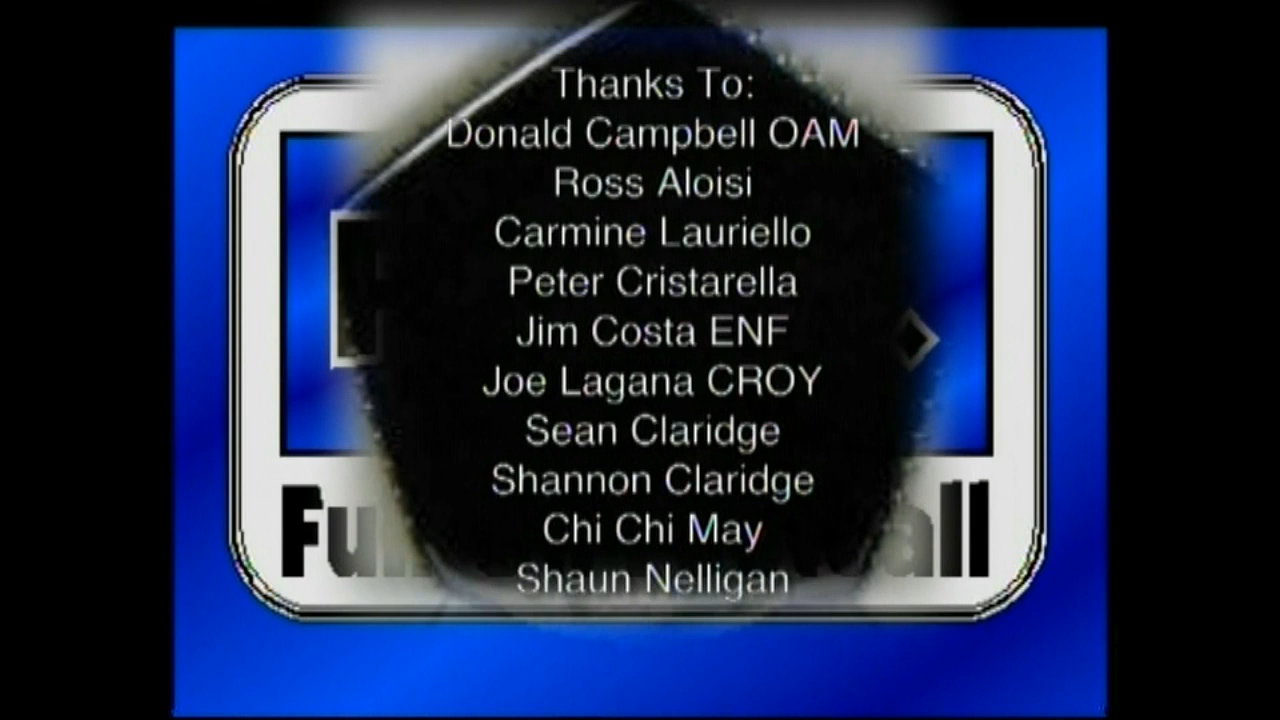 Thanks To:
Donald Campbell OAM
Ross Aloisi
Carmine Lauriello
Peter Cristarella
Jim Costa ENF
Joe Lagana CROY
Sean Claridge
Shannon Claridge
Chi Chi May
Shaun Nelligan